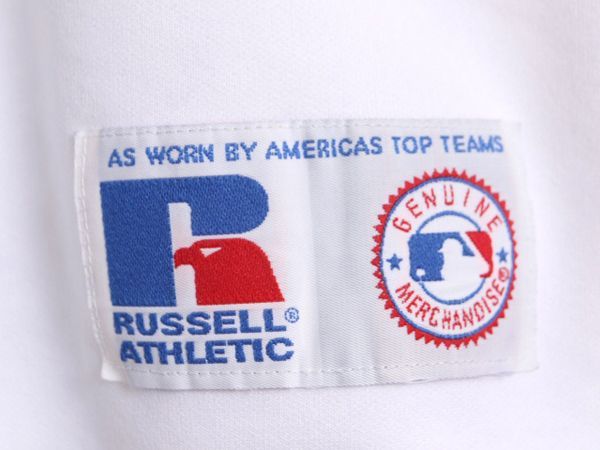 AS WORN BY AMERICAS TOP TEAMS
RUSSELL®
ATHLETIC
GENUINE
MERCHANDISE®